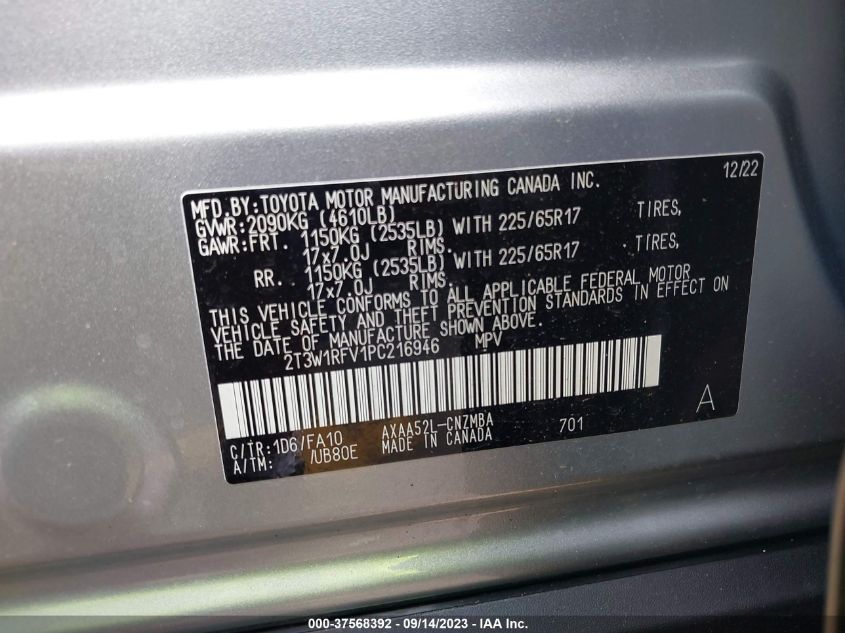 12/22
MFD.BY:TOYOTA MOTOR MANUFACTURING CANADA INC.
GVWR:2090KG (4610LB)
GAWR:FRT. 1150KG (2535LB) WITH 225/65R17 TIRES,
17x7.0J RIMS.
RR. 1150KG (2535LB) WITH 225/65R17 TIRES,
17x7.0J RIMS.
THIS VEHICLE CONFORMS TO ALL APPLICABLE FEDERAL MOTOR
VEHICLE SAFETY AND THEFT PREVENTION STANDARDS IN EFFECT ON
THE DATE OF MANUFACTURE SHOWN ABOVE.
2T3W1RFV1PC216946 MPV
C/TR:1D6/FA10 AXAA52L-CNZMBA 701 A
A/TM: /UB80E MADE IN CANADA
000-37568392 - 09/14/2023 - IAA Inc.